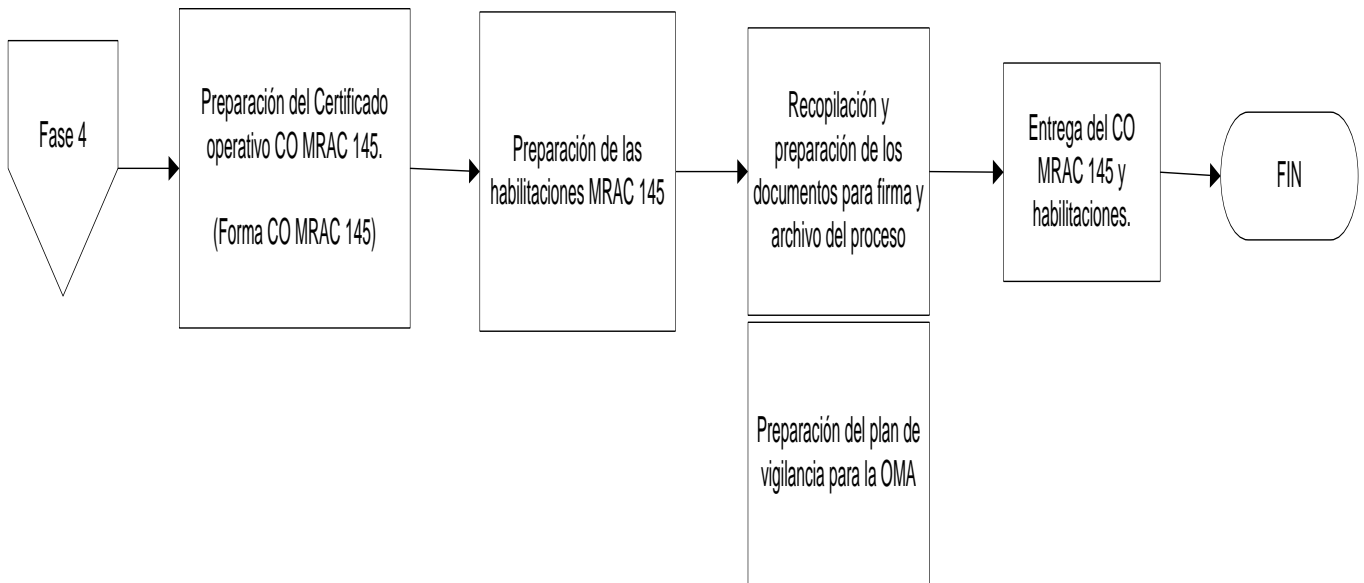 Fase 4
Preparación del Certificado
operativo CO MRAC 145.
(Forma CO MRAC 145)
Preparación de las
habilitaciones MRAC 145
Recopilación y
preparación de los
documentos para firma y
archivo del proceso
Preparación del plan de
vigilancia para la OMA
Entrega del CO
MRAC 145 y
habilitaciones.
FIN